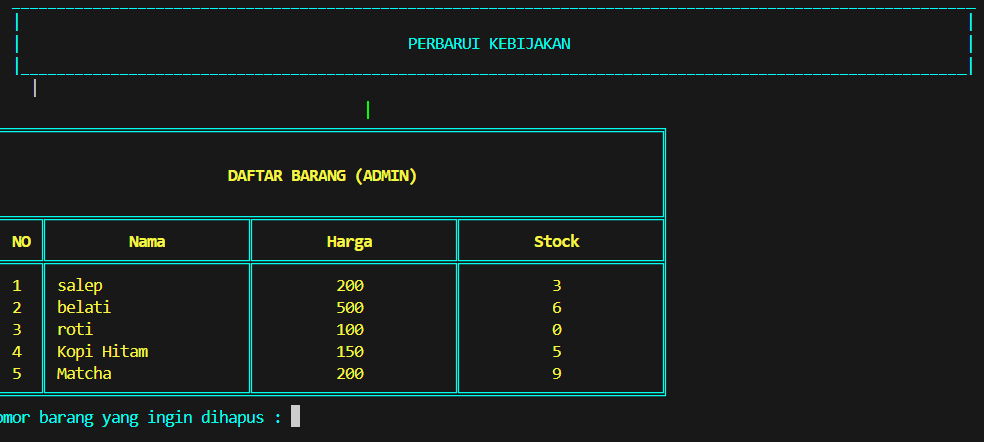 PERBARUI KEBIJAKAN
DAFTAR BARANG (ADMIN)
NO Nama Harga Stock
1 salep 200 3
2 belati 500 6
3 roti 100 0
4 Kopi Hitam 150 5
5 Matcha 200 9
omor barang yang ingin dihapus :